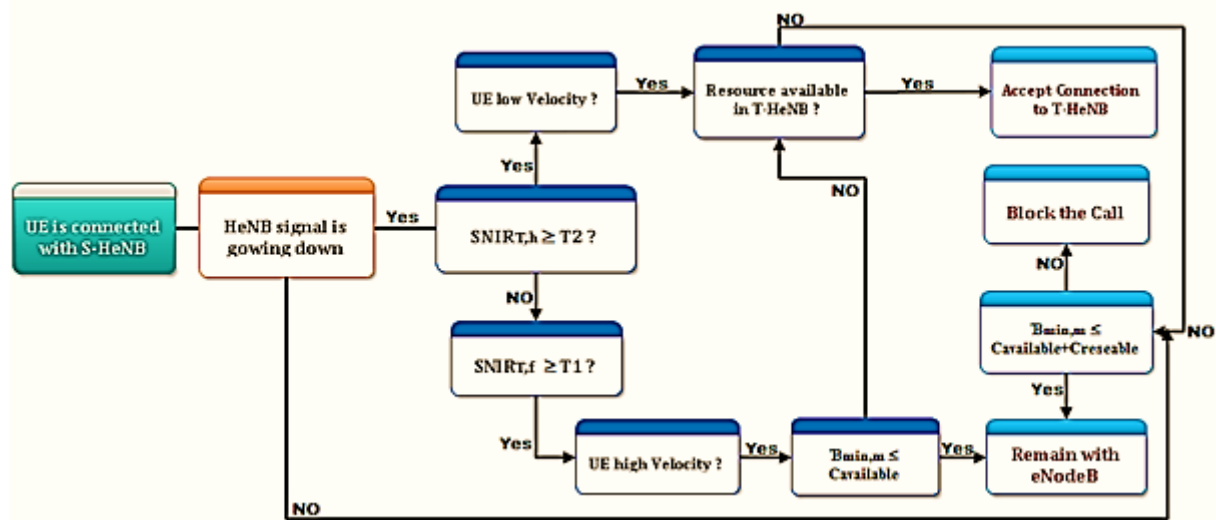 NO
UE low Velocity ?
Yes
Resource available
in T-HeNB ?
Yes
Accept Connection
to T-HeNB
Yes
NO
Block the Call
UE is connected
with S-HeNB
HeNB signal is
gowing down
Yes
SNIRT,h ≥ T2 ?
NO
NO
Bmin,m ≤
Cavailable+Creseable
NO
SNIRT,f ≥ T1 ?
Yes
Yes
UE high Velocity ?
Yes
Bmin,m ≤
Cavailable
Yes
Remain with
eNodeB
NO